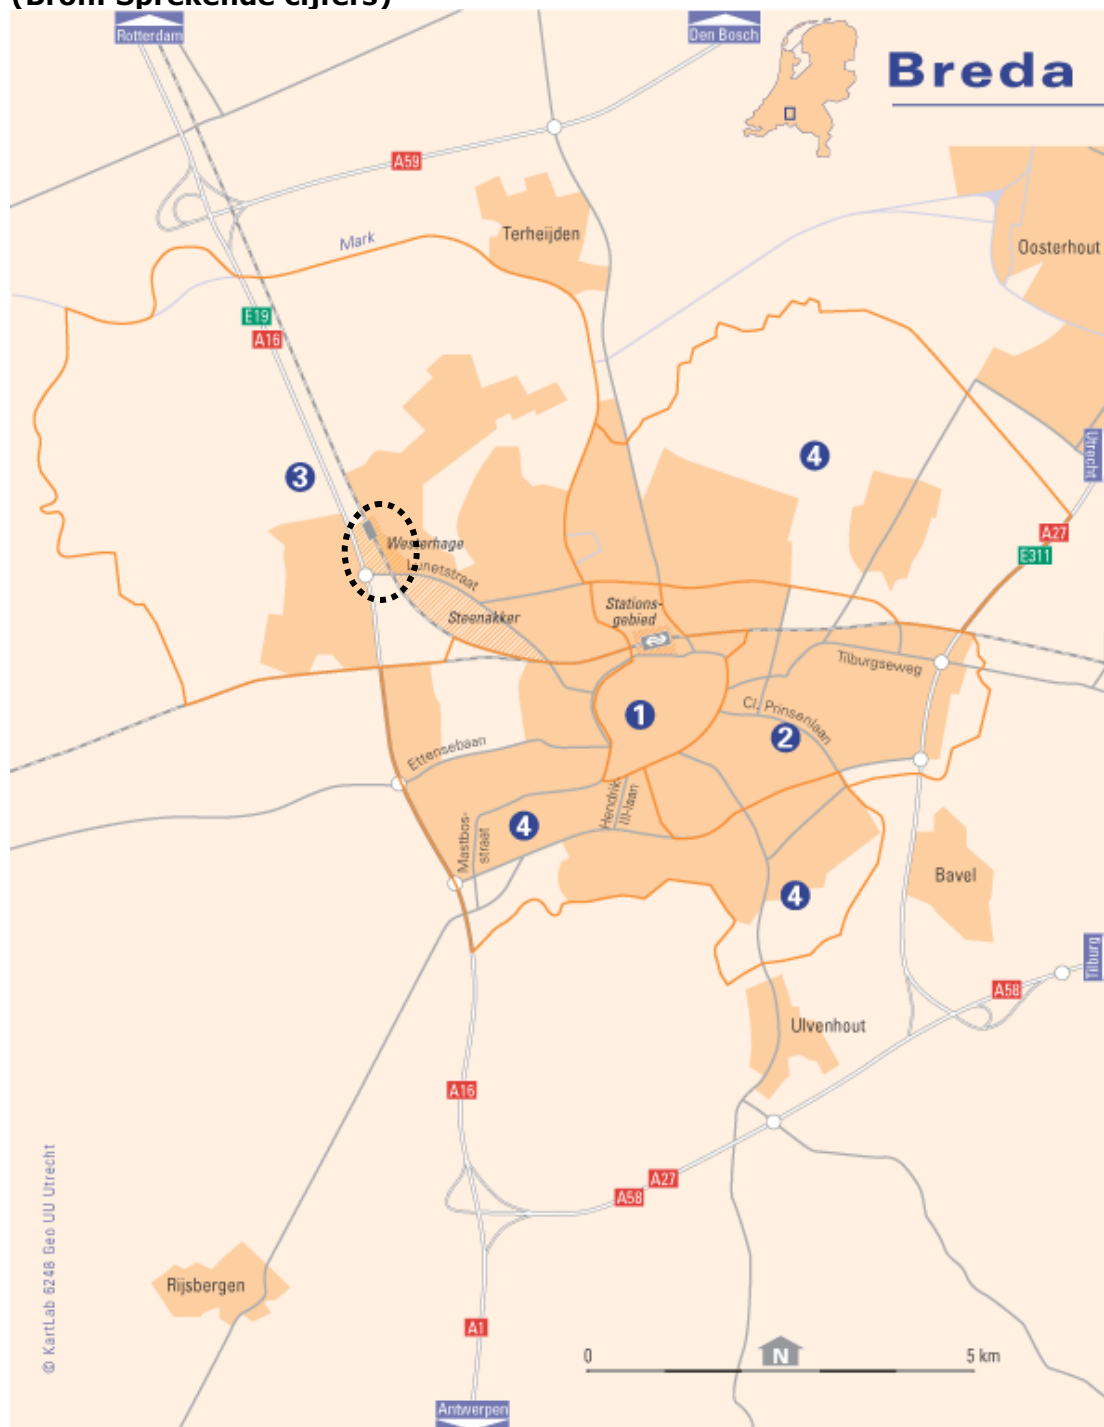 (Bron: Sprekende cijfers)
Rotterdam
Den Bosch
Breda
A59
Terheijden
Mark
Oosterhout
E19
A16
Utrecht
4
3
A27
E311
Westerhage
Lunetstraat
Steenakker
Stations-
gebied
Tilburgseweg
1
Cl. Prinsenlaan
2
Ettensebaan
Hendrik-
III-laan
4
Mastbos-
straat
Bavel
4
Tilburg
A58
Ulvenhout
A16
A27
A58
© KartLab 6248 Geo UU Utrecht
Rijsbergen
A1
0
N
5 km
Antwerpen